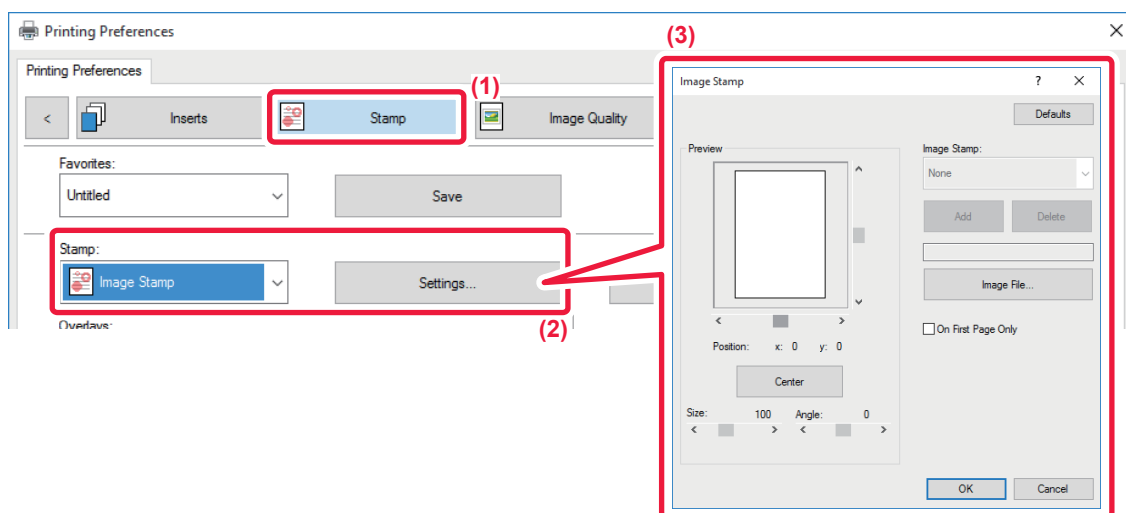 Printing Preferences
(3)
Printing Preferences
(1)
< Inserts Stamp Image Quality
Favorites:
Untitled Save
Stamp:
Image Stamp Settings...
(2)
Overlays:
Image Stamp ? ×
Defaults
Preview
Image Stamp:
None
Add Delete
Image File...
On First Page Only
Position: x: 0 y: 0
Center
Size: 100 Angle: 0
OK Cancel